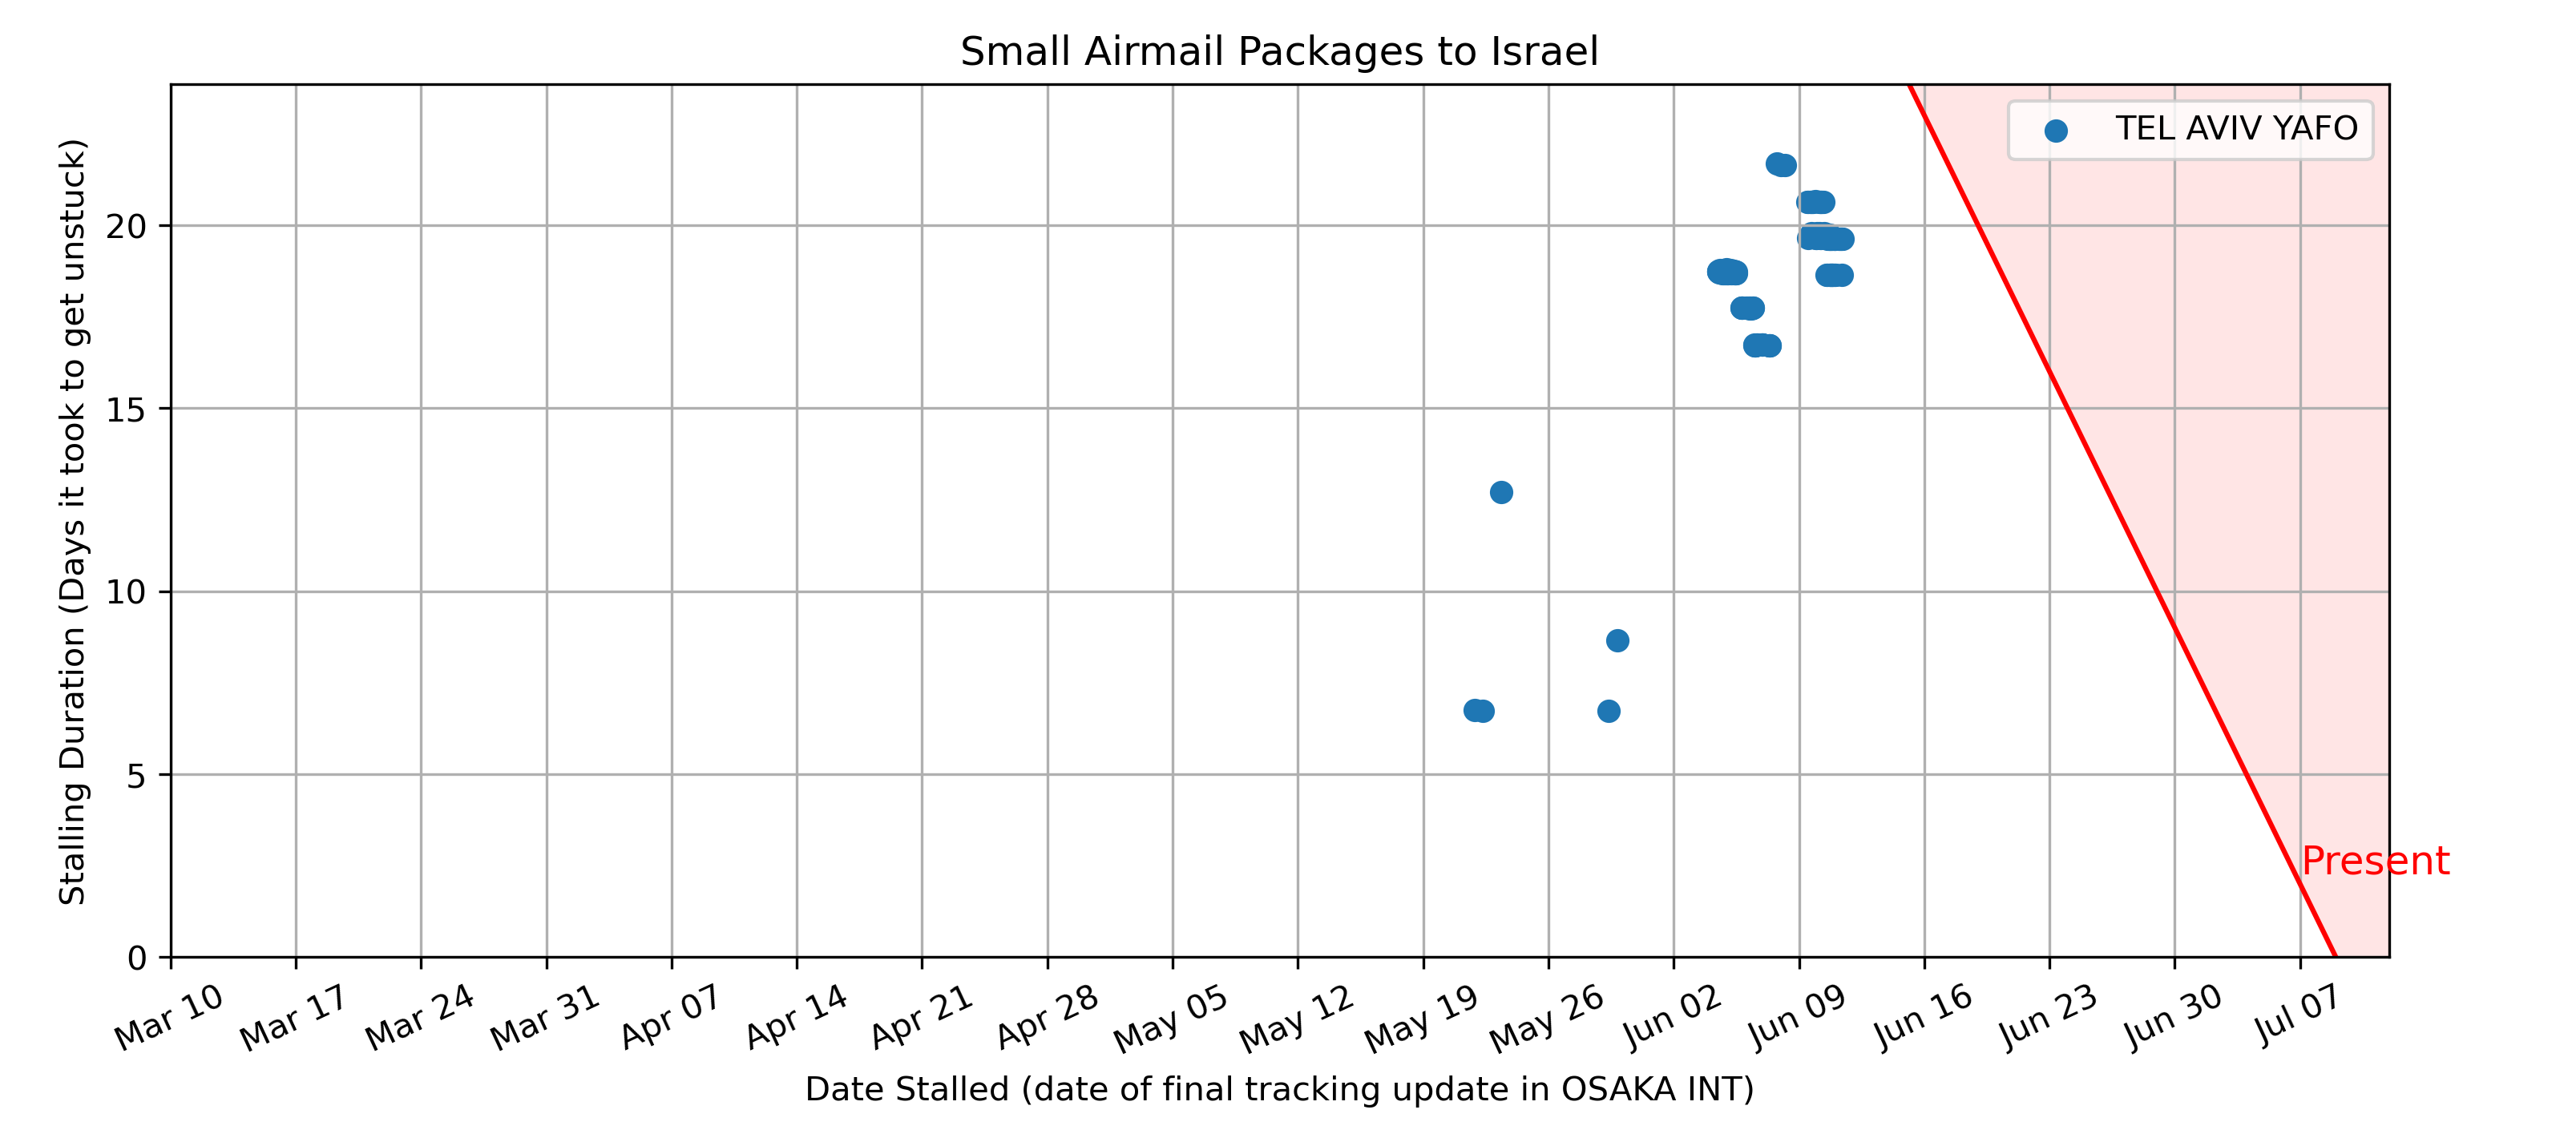 Small Airmail Packages to Israel
TEL AVIV YAFO
Stalling Duration (Days it took to get unstuck)
20
15
10
5
0
Present
Mar 10
Mar 17
Mar 24
Mar 31
Apr 07
Apr 14
Apr 21
Apr 28
May 05
May 12
May 19
May 26
Jun 02
Jun 09
Jun 16
Jun 23
Jun 30
Jul 07
Date Stalled (date of final tracking update in OSAKA INT)